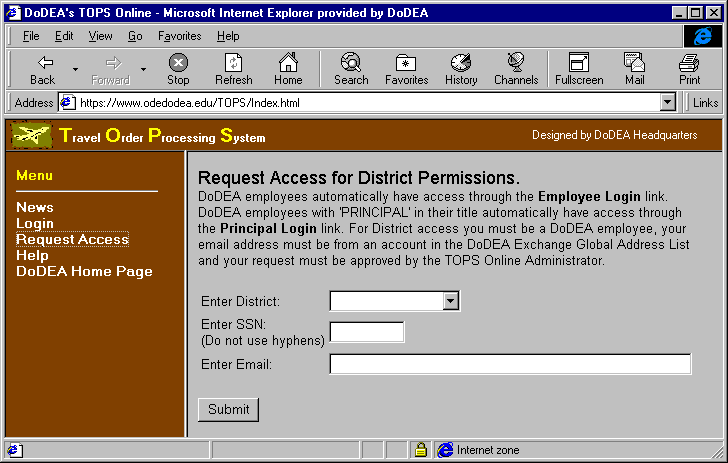 DoDEA's TOPS Online - Microsoft Internet Explorer provided by DoDEA
File Edit View Go Favorites Help
Back Forward Stop Refresh Home Search Favorites History Channels Fullscreen Mail Print
Address https://www.odedodea.edu/TOPS/Index.html Links
Travel Order Processing System
Designed by DoDEA Headquarters
Menu
News
Login
Request Access
Help
DoDEA Home Page
Request Access for District Permissions.
DoDEA employees automatically have access through the Employee Login link.
DoDEA employees with 'PRINCIPAL' in their title automatically have access through
the Principal Login link. For District access you must be a DoDEA employee, your
email address must be from an account in the DoDEA Exchange Global Address List
and your request must be approved by the TOPS Online Administrator.
Enter District:
Enter SSN:
(Do not use hyphens)
Enter Email:
Submit
Internet zone